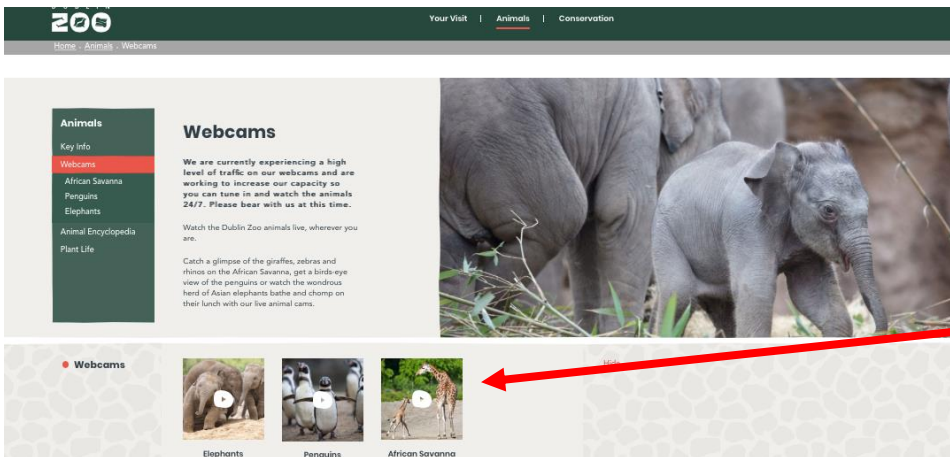 ZOO
Your Visit | Animals | Conservation
Home . Animals . Webcams
Animals
Key Info
Webcams
African Savanna
Penguins
Elephants
Animal Encyclopedia
Plant Life
Webcams
We are currently experiencing a high
level of traffic on our webcams and are
working to increase our capacity so
you can tune in and watch the animals
24/7. Please bear with us at this time.
Watch the Dublin Zoo animals live, wherever you
are.
Catch a glimpse of the giraffes, zebras and
rhinos on the African Savanna, get a birds-eye
view of the penguins or watch the wondrous
herd of Asian elephants bathe and chomp on
their lunch with our live animal cams.
Webcams
Elephants
Penguins
African Savanna